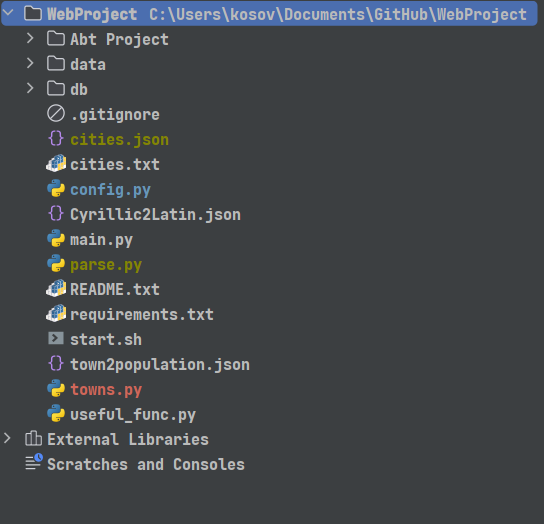 WebProject C:\Users\kosov\Documents\GitHub\WebProject
Abt Project
data
db
.gitignore
cities.json
cities.txt
config.py
Cyrillic2Latin.json
main.py
parse.py
README.txt
requirements.txt
start.sh
town2population.json
towns.py
useful_func.py
External Libraries
Scratches and Consoles